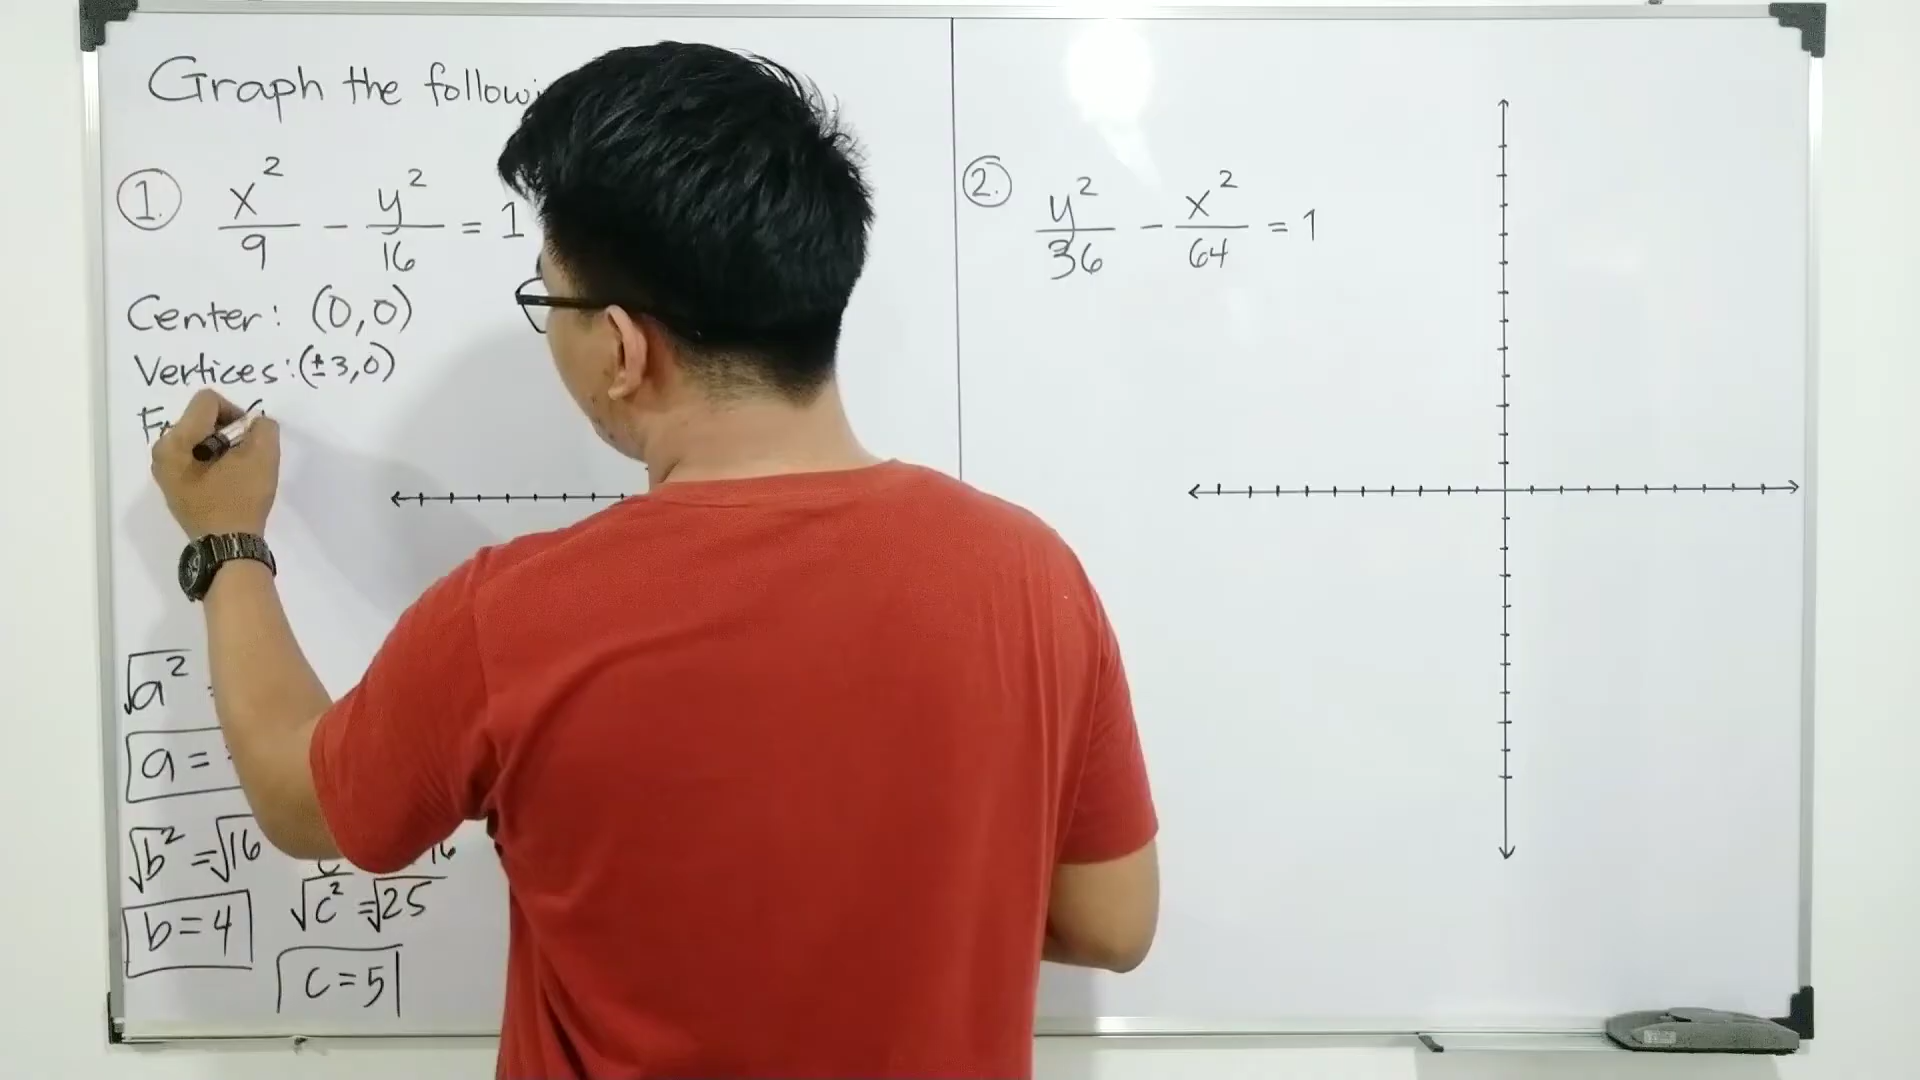 Graph the
1. x²/9 - y²/16 = 1
Center: (0,0)
Vertices: (±3,0)
√a² =
a =
√b² = √16
b = 4
16
√c² = √25
c = 5
2. y²/36 - x²/64 = 1